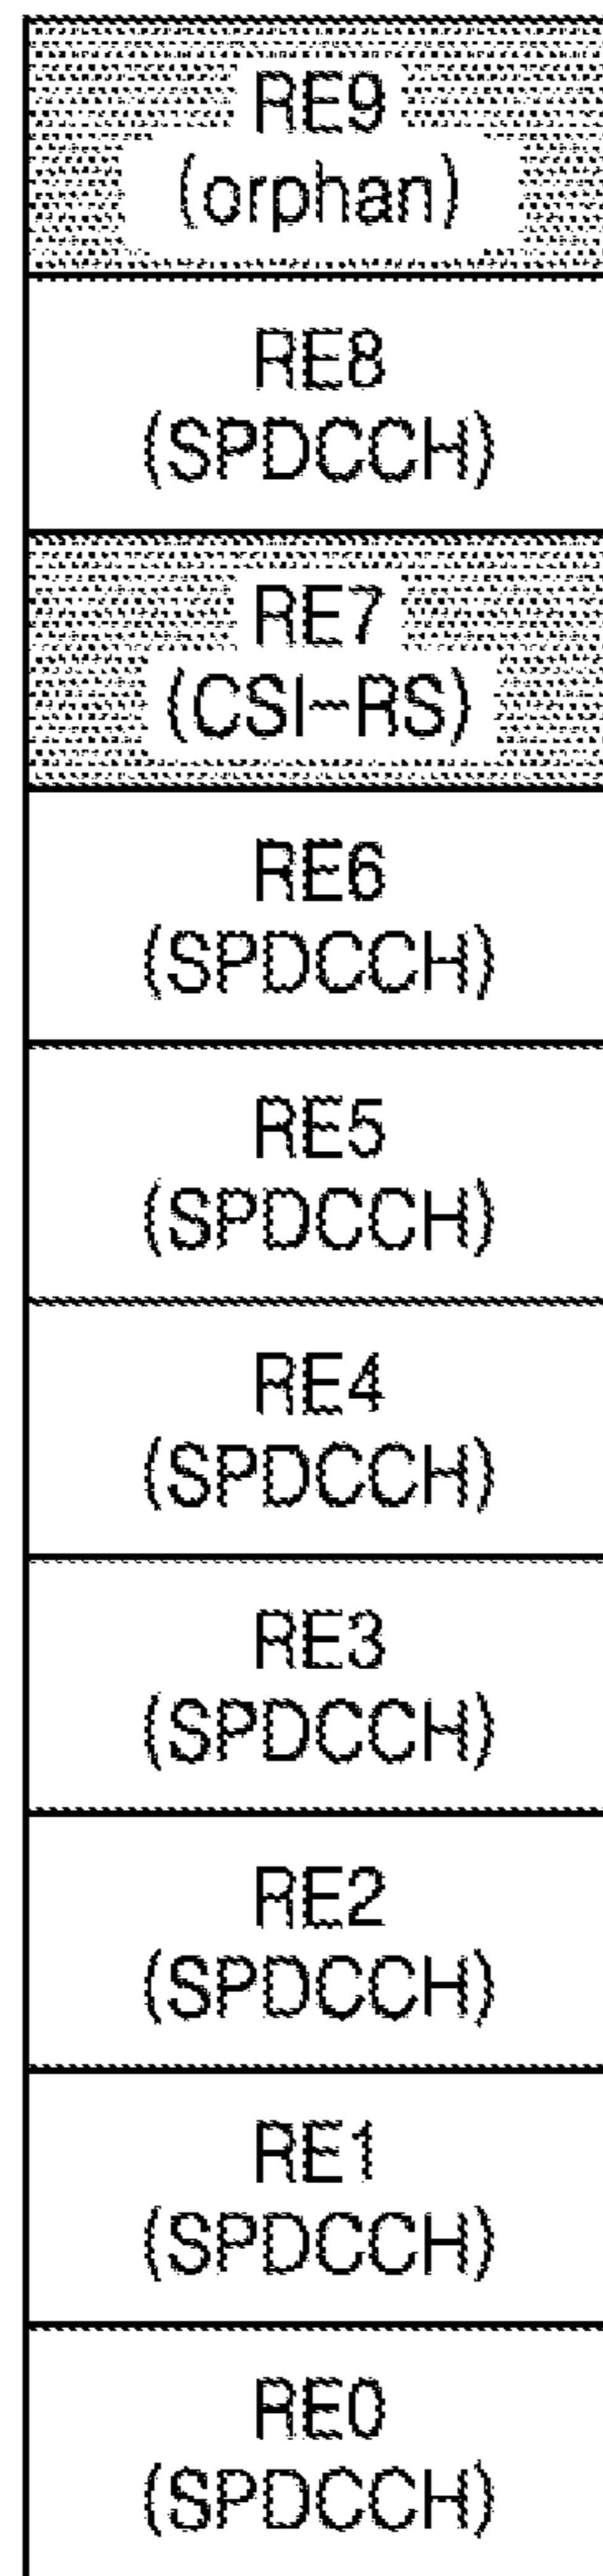 RE9
(orphan)
RE8
(SPDCCH)
RE7
(CSI-RS)
RE6
(SPDCCH)
RE5
(SPDCCH)
RE4
(SPDCCH)
RE3
(SPDCCH)
RE2
(SPDCCH)
RE1
(SPDCCH)
RE0
(SPDCCH)